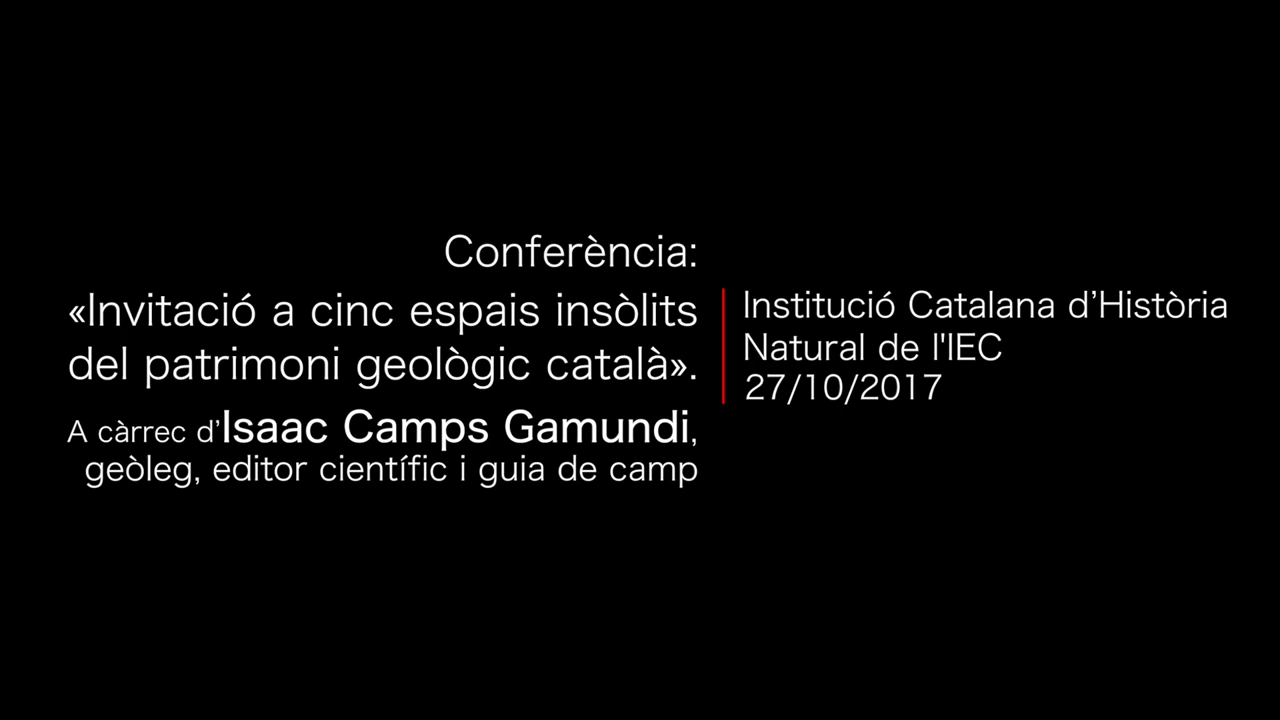 Conferència:
«Invitació a cinc espais insòlits
del patrimoni geològic català».
A càrrec d’Isaac Camps Gamundi,
geòleg, editor científic i guia de camp
Institució Catalana d’Història
Natural de l'IEC
27/10/2017